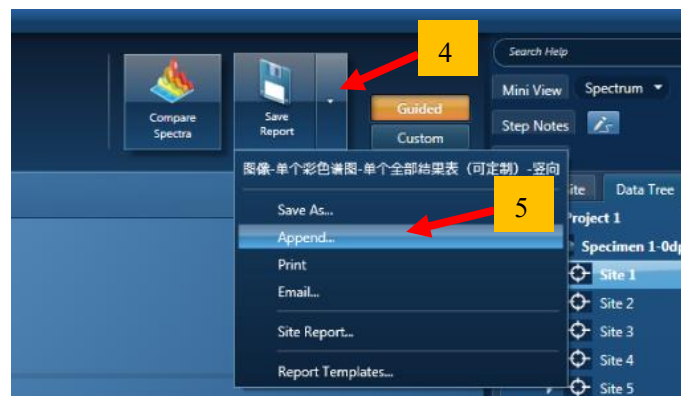 4
Search Help
Mini View Spectrum
Compare Spectra
Save Report
Guided
Custom
Step Notes
图像-单个彩色谱图-单个全部结果表（可定制）-竖向
Save As...
5
Append...
Print
Email...
Site Report...
Report Templates...
Data Tree
Project 1
Specimen 1-0
Site 1
Site 2
Site 3
Site 4
Site 5